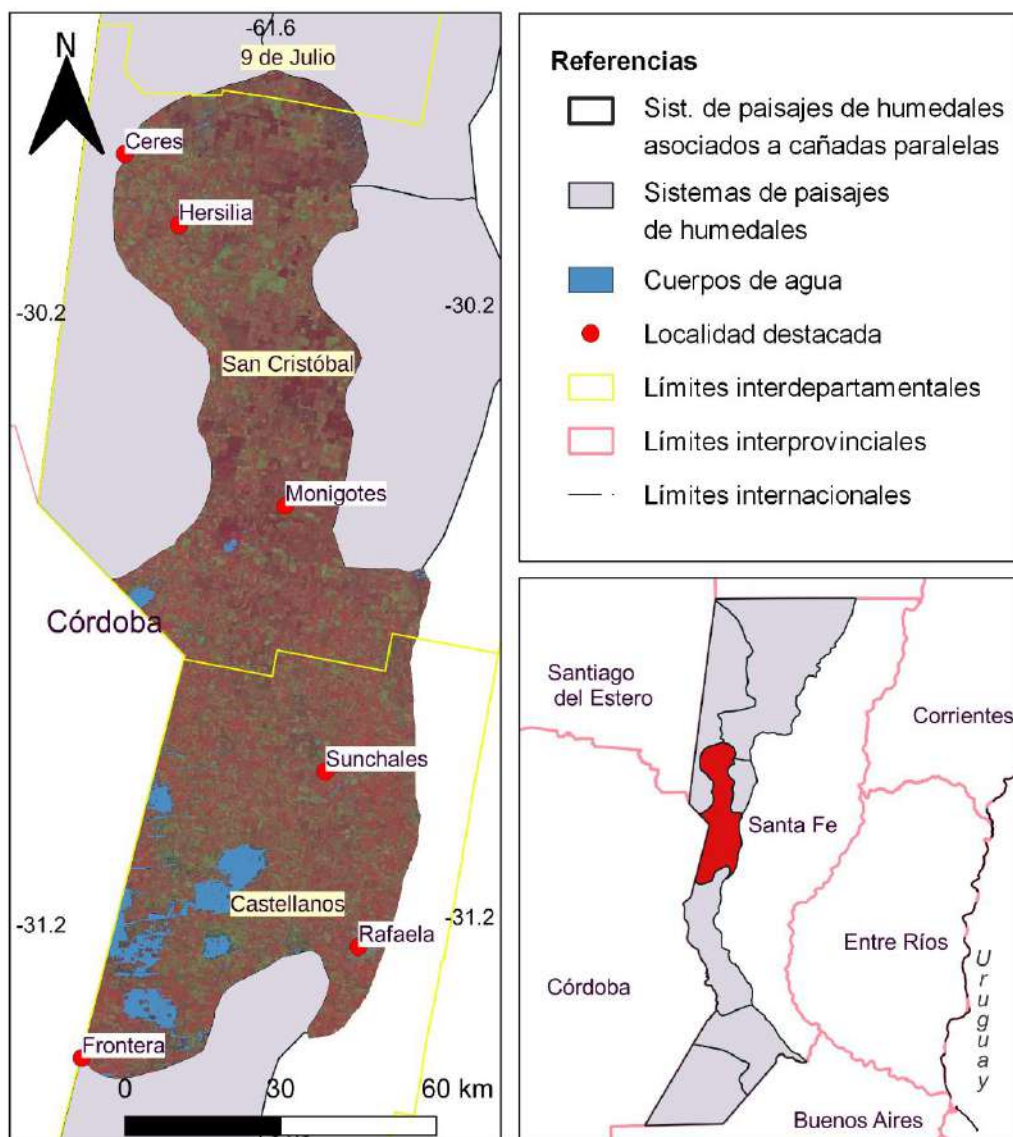 -61.6
N
9 de Julio
Ceres
Hersilia
-30.2
-30.2
San Cristóbal
Monigotes
Córdoba
Sunchales
Castellanos
-31.2
-31.2
Rafaela
Frontera
0 30 60 km
Referencias
Sist. de paisajes de humedales
asociados a cañadas paralelas
Sistemas de paisajes
de humedales
Cuerpos de agua
Localidad destacada
Límites interdepartamentales
Límites interprovinciales
Límites internacionales
Santiago
del Estero
Corrientes
Santa Fe
Entre Ríos
Córdoba
Uruguay
Buenos Aires